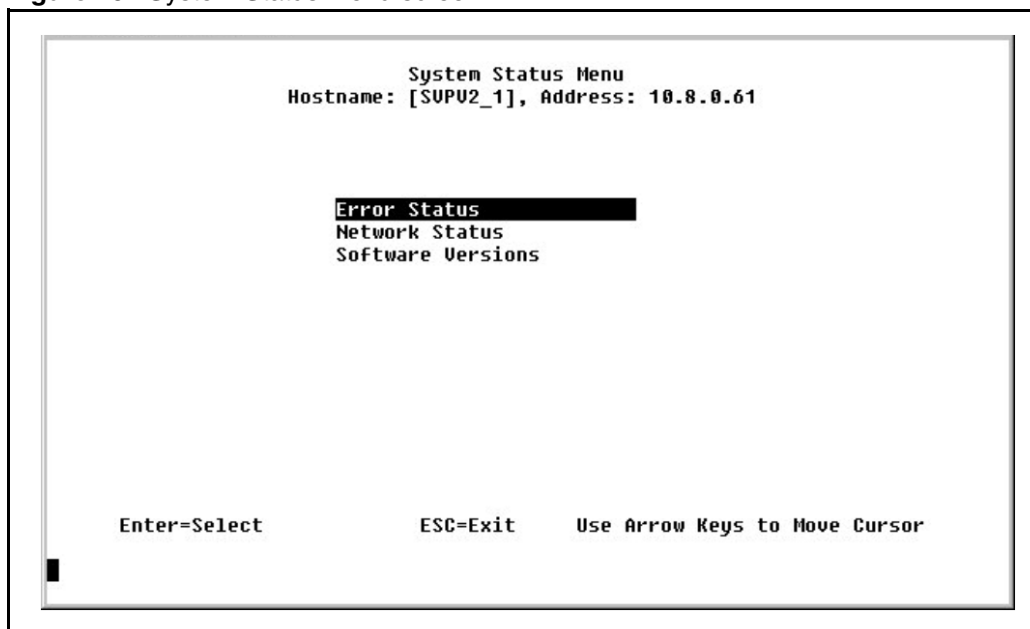 System Status Menu
Hostname: [SVPV2_1], Address: 10.8.0.61
Error Status
Network Status
Software Versions
Enter=Select ESC=Exit Use Arrow Keys to Move Cursor